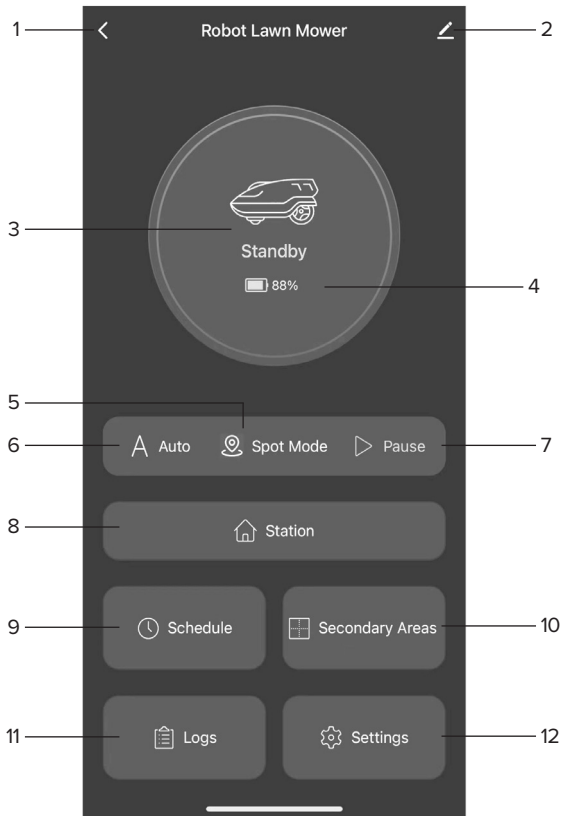 1 Robot Lawn Mower 2
3
Standby
88% 4
5
6 A Auto Spot Mode Pause 7
8 Station
9 Schedule Secondary Areas 10
11 Logs Settings 12